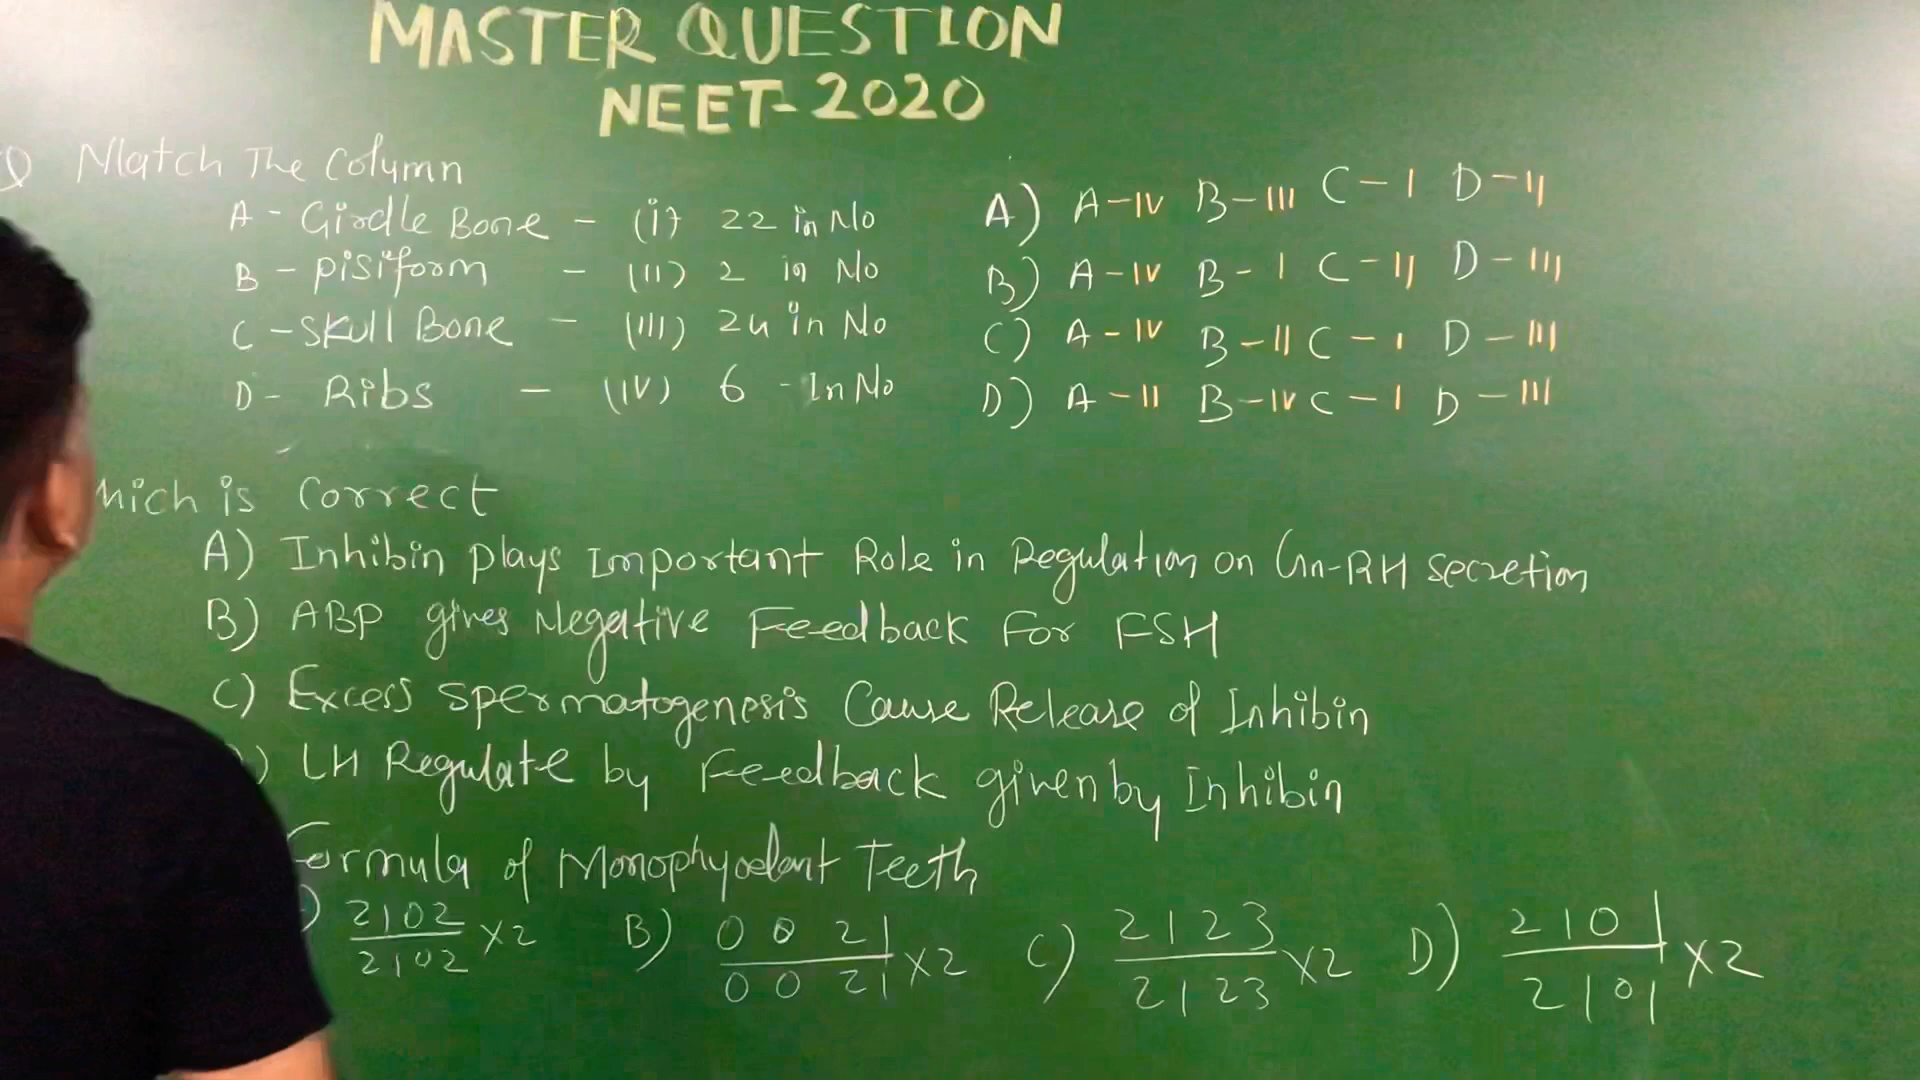 MASTER QUESTION
NEET-2020
Q Match The Column
A - Girdle Bone - (i) 22 in No
B - pisiform - (II) 2 in No
C - Skull Bone - (III) 24 in No
D - Ribs - (IV) 6 - In No
A) A-IV B-III C-I D-II
B) A-IV B-I C-II D-III
C) A-IV B-II C-I D-III
D) A-II B-IV C-I D-III
hich is Correct
A) Inhibin plays Important Role in Regulation on Gn-RH secretion
B) ABP gives Negative Feedback For FSH
C) Excess spermatogenesis Cause Release of Inhibin
) LH Regulate by Feedback given by Inhibin
Formula of Monophyodant Teeth
) 2102/2102 X2 B) 0021/0021 X2 C) 2123/2123 X2 D) 2101/2101 X2